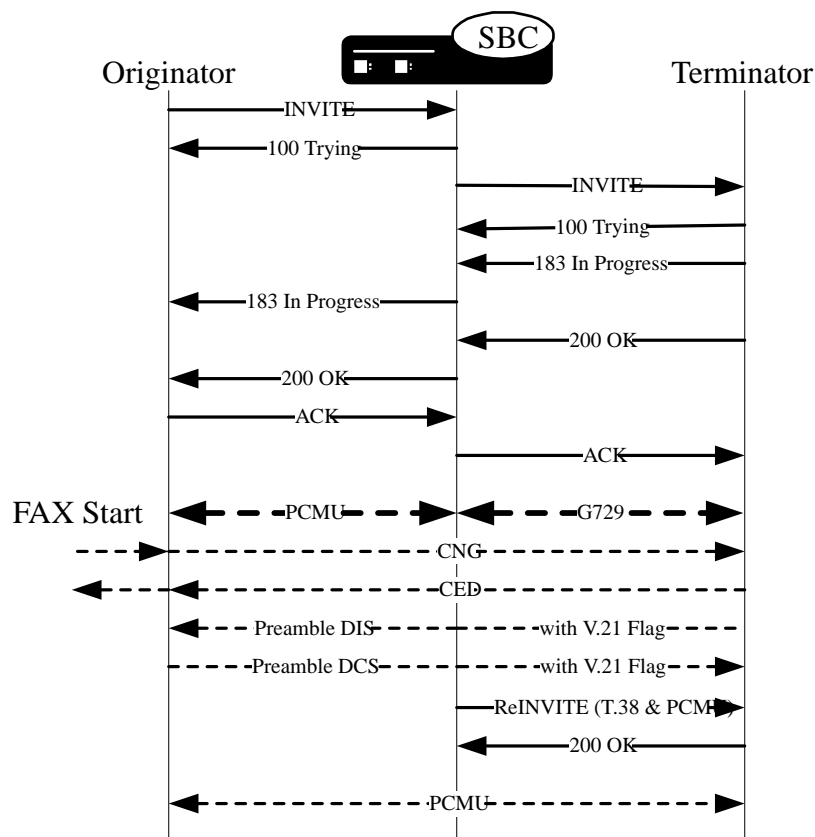 SBC
Originator
Terminator
INVITE
100 Trying
INVITE
100 Trying
183 In Progress
183 In Progress
200 OK
200 OK
ACK
ACK
FAX Start
PCMU
G729
CNG
CED
Preamble DIS
with V.21 Flag
Preamble DCS
with V.21 Flag
ReINVITE (T.38 & PCMU)
200 OK
PCMU